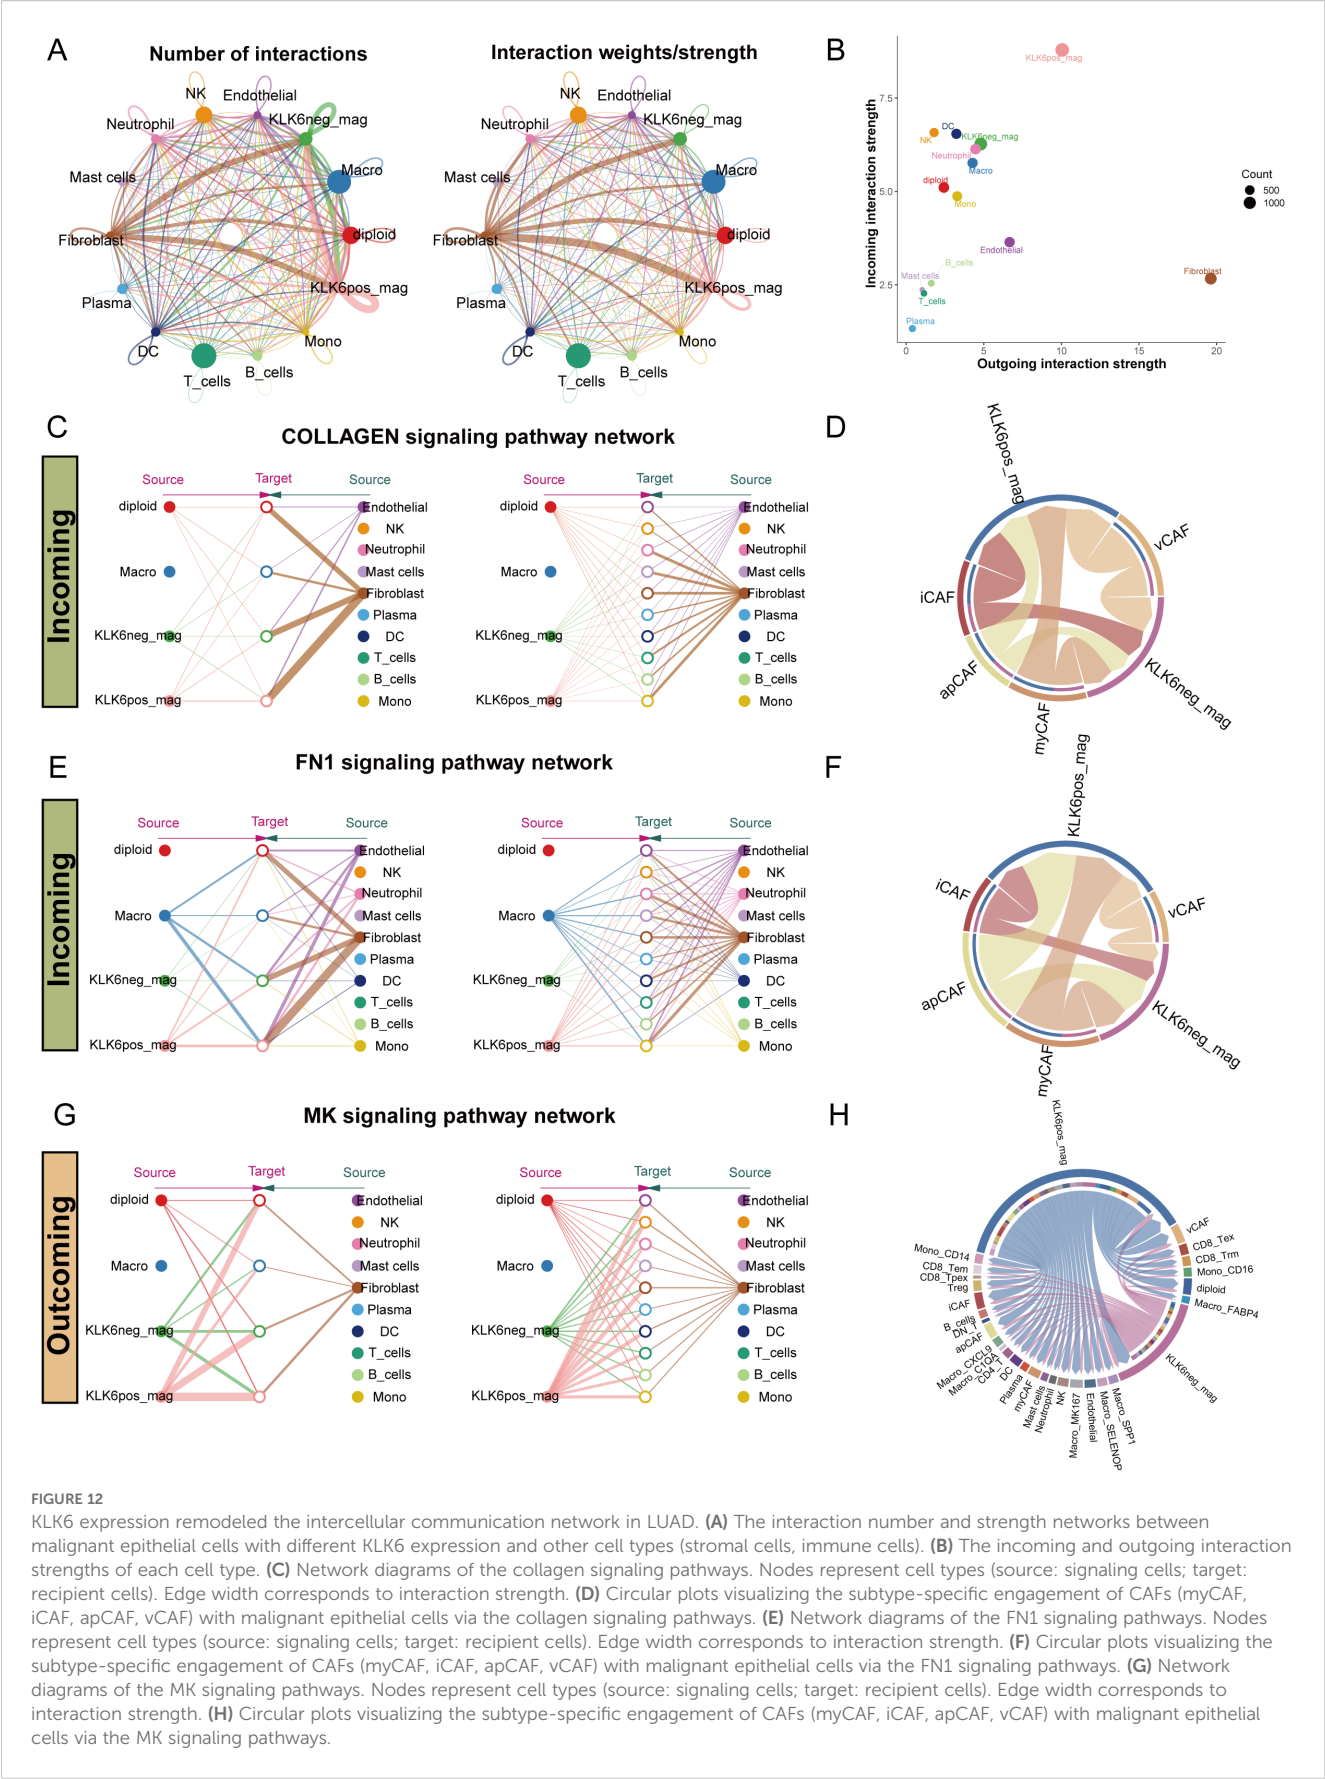 A
Number of interactions
NK
Endothelial
KLK6neg_mag
Neutrophil
Macro
Mast cells
diploid
Fibroblast
KLK6pos_mag
Plasma
Mono
DC
B_cells
T_cells
Interaction weights/strength
NK
Endothelial
KLK6neg_mag
Neutrophil
Macro
Mast cells
diploid
Fibroblast
KLK6pos_mag
Plasma
Mono
DC
B_cells
T_cells
B
Incoming interaction strength
7.5
5.0
2.5
KLK6pos_mag
DC
NK
KLK6neg_mag
Neutrophil
Macro
diploid
Mono
Endothelial
B_cells
Mast cells
T_cells
Plasma
Fibroblast
0
5
10
15
20
Outgoing interaction strength
Count
500
1000
C
COLLAGEN signaling pathway network
Incoming
Source
Target
Source
diploid
Macro
KLK6neg_mag
KLK6pos_mag
Endothelial
NK
Neutrophil
Mast cells
Fibroblast
Plasma
DC
T_cells
B_cells
Mono
Source
Target
Source
diploid
Macro
KLK6neg_mag
KLK6pos_mag
Endothelial
NK
Neutrophil
Mast cells
Fibroblast
Plasma
DC
T_cells
B_cells
Mono
D
KLK6pos_mag
vCAF
iCAF
apCAF
myCAF
KLK6neg_mag
E
FN1 signaling pathway network
Incoming
Source
Target
Source
diploid
Macro
KLK6neg_mag
KLK6pos_mag
Endothelial
NK
Neutrophil
Mast cells
Fibroblast
Plasma
DC
T_cells
B_cells
Mono
Source
Target
Source
diploid
Macro
KLK6neg_mag
KLK6pos_mag
Endothelial
NK
Neutrophil
Mast cells
Fibroblast
Plasma
DC
T_cells
B_cells
Mono
F
KLK6pos_mag
iCAF
vCAF
apCAF
myCAF
KLK6neg_mag
G
MK signaling pathway network
Outcoming
Source
Target
Source
diploid
Macro
KLK6neg_mag
KLK6pos_mag
Endothelial
NK
Neutrophil
Mast cells
Fibroblast
Plasma
DC
T_cells
B_cells
Mono
Source
Target
Source
diploid
Macro
KLK6neg_mag
KLK6pos_mag
Endothelial
NK
Neutrophil
Mast cells
Fibroblast
Plasma
DC
T_cells
B_cells
Mono
H
KLK6pos_mag
vCAF
CD8_Tex
CD8_Trm
Mono_CD16
diploid
Macro_FABP4
KLK6neg_mag
Macro_SPP1
Macro_SELENOP
Endothelial
Macro_MK167
NK
Neutrophil
Mast cells
myCAF
Plasma
DC
CD4_T
Macro_C1QA
Macro_CXCL9
apCAF
DN_T
B_cells
iCAF
Treg
CD8_Tpex
CD8_Tem
Mono_CD14
FIGURE 12
KLK6 expression remodeled the intercellular communication network in LUAD. (A) The interaction number and strength networks between
malignant epithelial cells with different KLK6 expression and other cell types (stromal cells, immune cells). (B) The incoming and outgoing interaction
strengths of each cell type. (C) Network diagrams of the collagen signaling pathways. Nodes represent cell types (source: signaling cells; target:
recipient cells). Edge width corresponds to interaction strength. (D) Circular plots visualizing the subtype-specific engagement of CAFs (myCAF,
iCAF, apCAF, vCAF) with malignant epithelial cells via the collagen signaling pathways. (E) Network diagrams of the FN1 signaling pathways. Nodes
represent cell types (source: signaling cells; target: recipient cells). Edge width corresponds to interaction strength. (F) Circular plots visualizing the
subtype-specific engagement of CAFs (myCAF, iCAF, apCAF, vCAF) with malignant epithelial cells via the FN1 signaling pathways. (G) Network
diagrams of the MK signaling pathways. Nodes represent cell types (source: signaling cells; target: recipient cells). Edge width corresponds to
interaction strength. (H) Circular plots visualizing the subtype-specific engagement of CAFs (myCAF, iCAF, apCAF, vCAF) with malignant epithelial
cells via the MK signaling pathways.